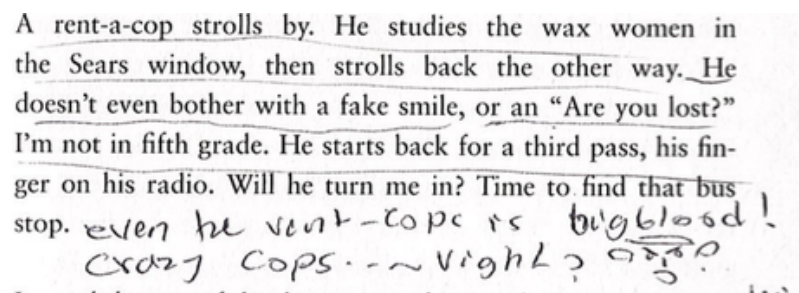 A rent-a-cop strolls by. He studies the wax women in
the Sears window, then strolls back the other way. He
doesn't even bother with a fake smile, or an “Are you lost?”
I'm not in fifth grade. He starts back for a third pass, his fin-
ger on his radio. Will he turn me in? Time to find that bus
stop. even he rent-cops is big blood!
crazy cops... right?